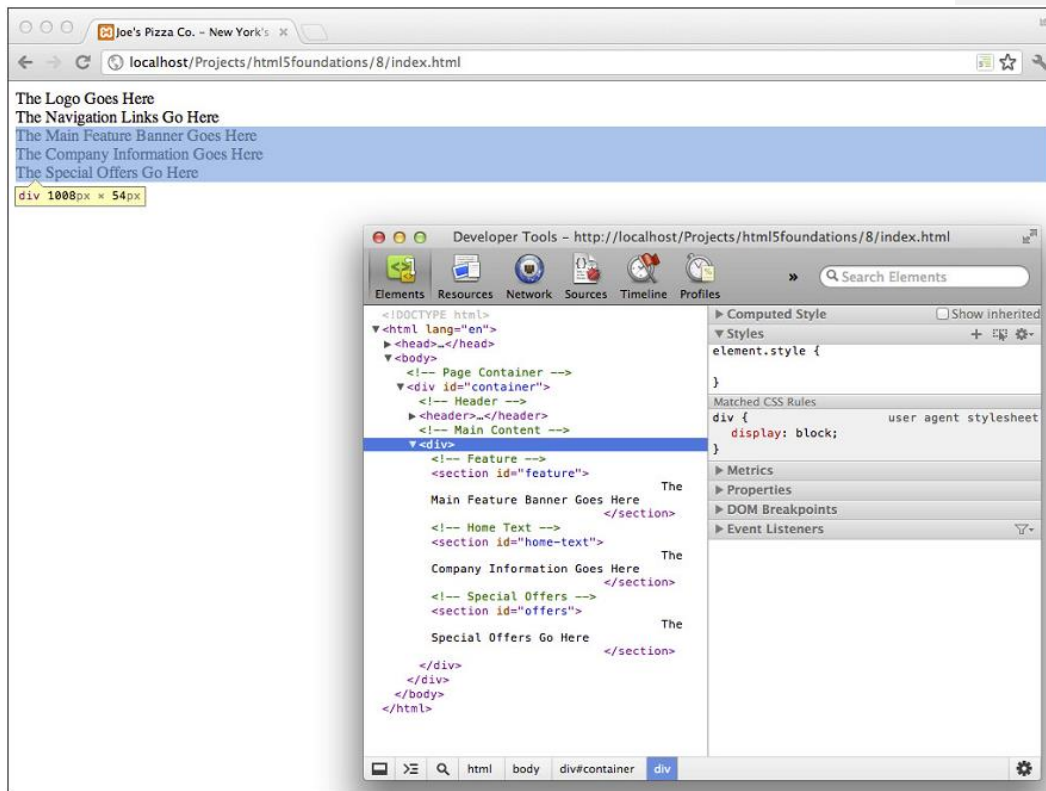 Joe's Pizza Co. – New York's
localhost/Projects/html5foundations/8/index.html
The Logo Goes Here
The Navigation Links Go Here
The Main Feature Banner Goes Here
The Company Information Goes Here
The Special Offers Go Here
div 1008px × 54px
Developer Tools – http://localhost/Projects/html5foundations/8/index.html
Elements Resources Network Sources Timeline Profiles » Search Elements
<!DOCTYPE html>
▼<html lang="en">
▶<head>…</head>
▼<body>
<!-- Page Container -->
▼<div id="container">
<!-- Header -->
▶<header>…</header>
<!-- Main Content -->
▼<div>
<!-- Feature -->
<section id="feature">
The
Main Feature Banner Goes Here
</section>
<!-- Home Text -->
<section id="home-text">
The
Company Information Goes Here
</section>
<!-- Special Offers -->
<section id="offers">
The
Special Offers Go Here
</section>
</div>
</div>
</body>
</html>
▶ Computed Style Show inherited
▼ Styles
element.style {
}
Matched CSS Rules
div { user agent stylesheet
display: block;
}
▶ Metrics
▶ Properties
▶ DOM Breakpoints
▶ Event Listeners
html body div#container div